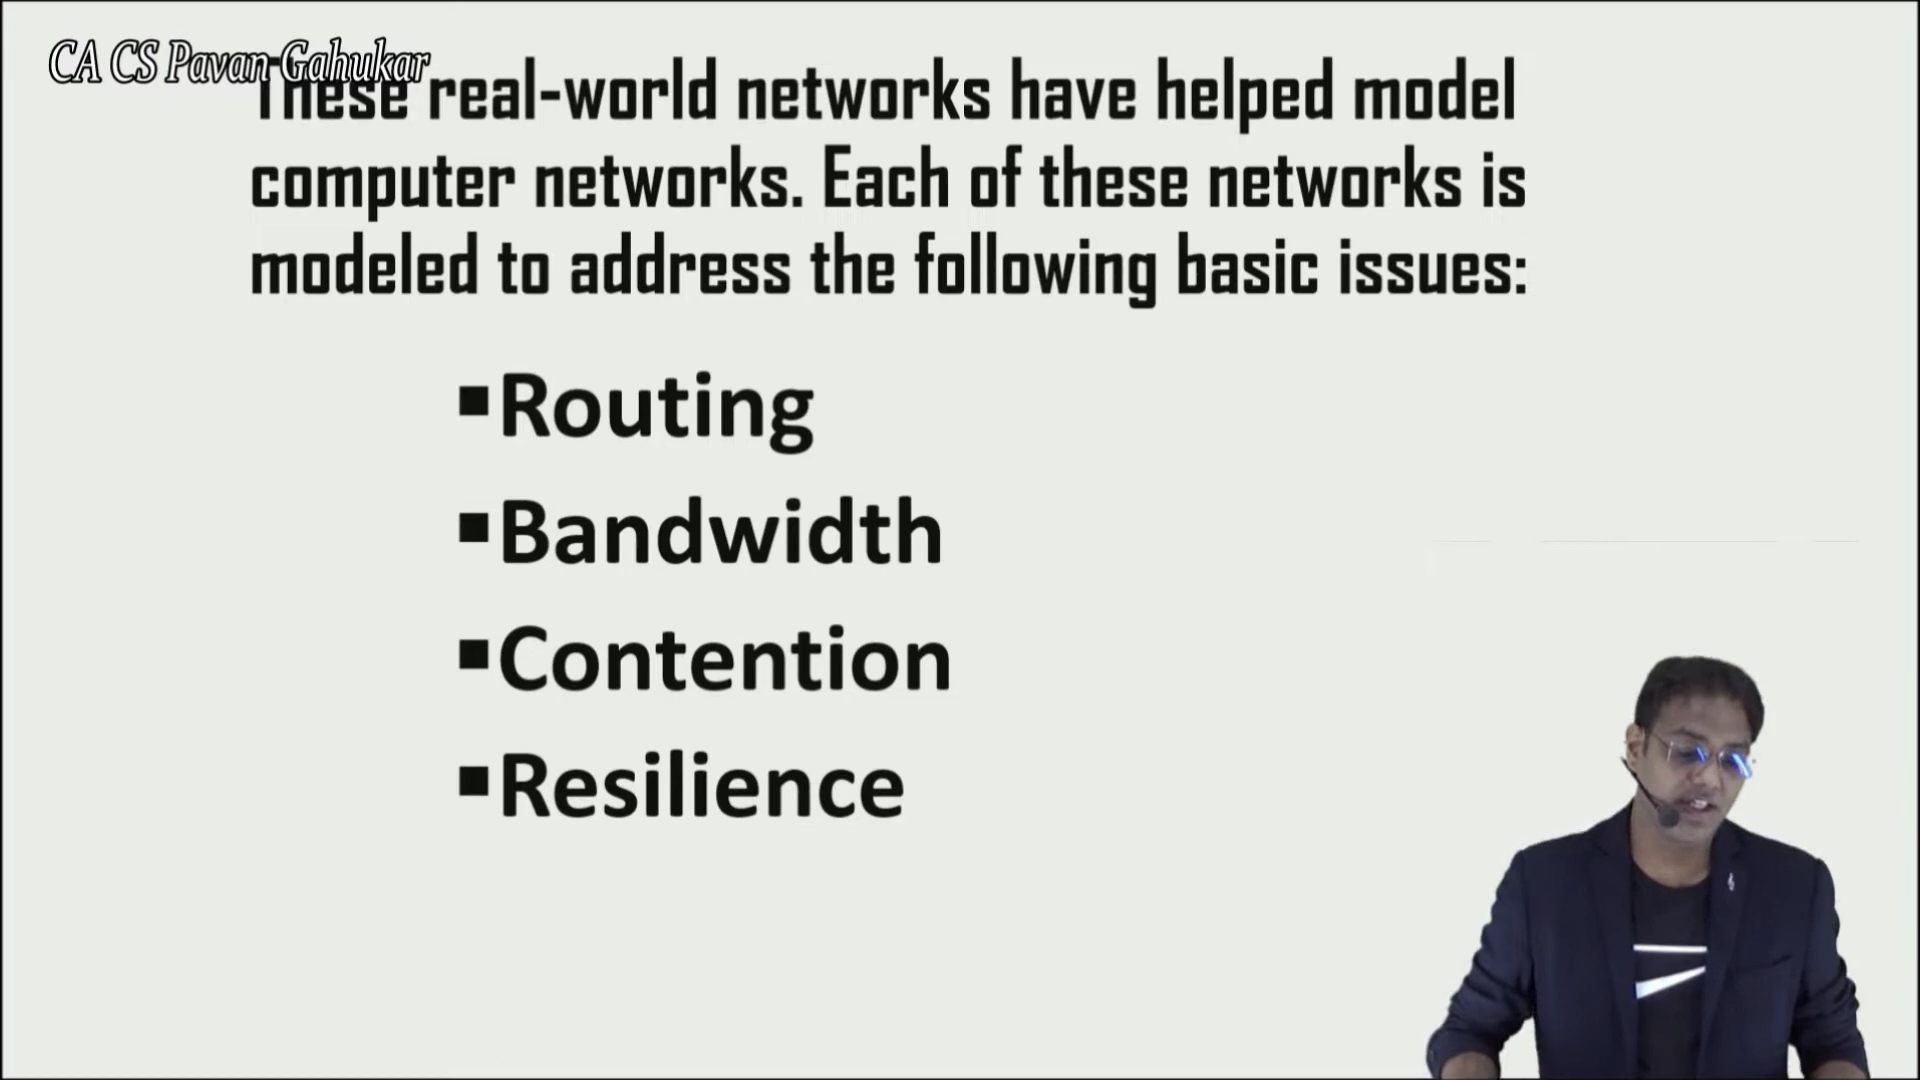 CA CS Pavan Gahukar
These real-world networks have helped model
computer networks. Each of these networks is
modeled to address the following basic issues:
▪Routing
▪Bandwidth
▪Contention
▪Resilience